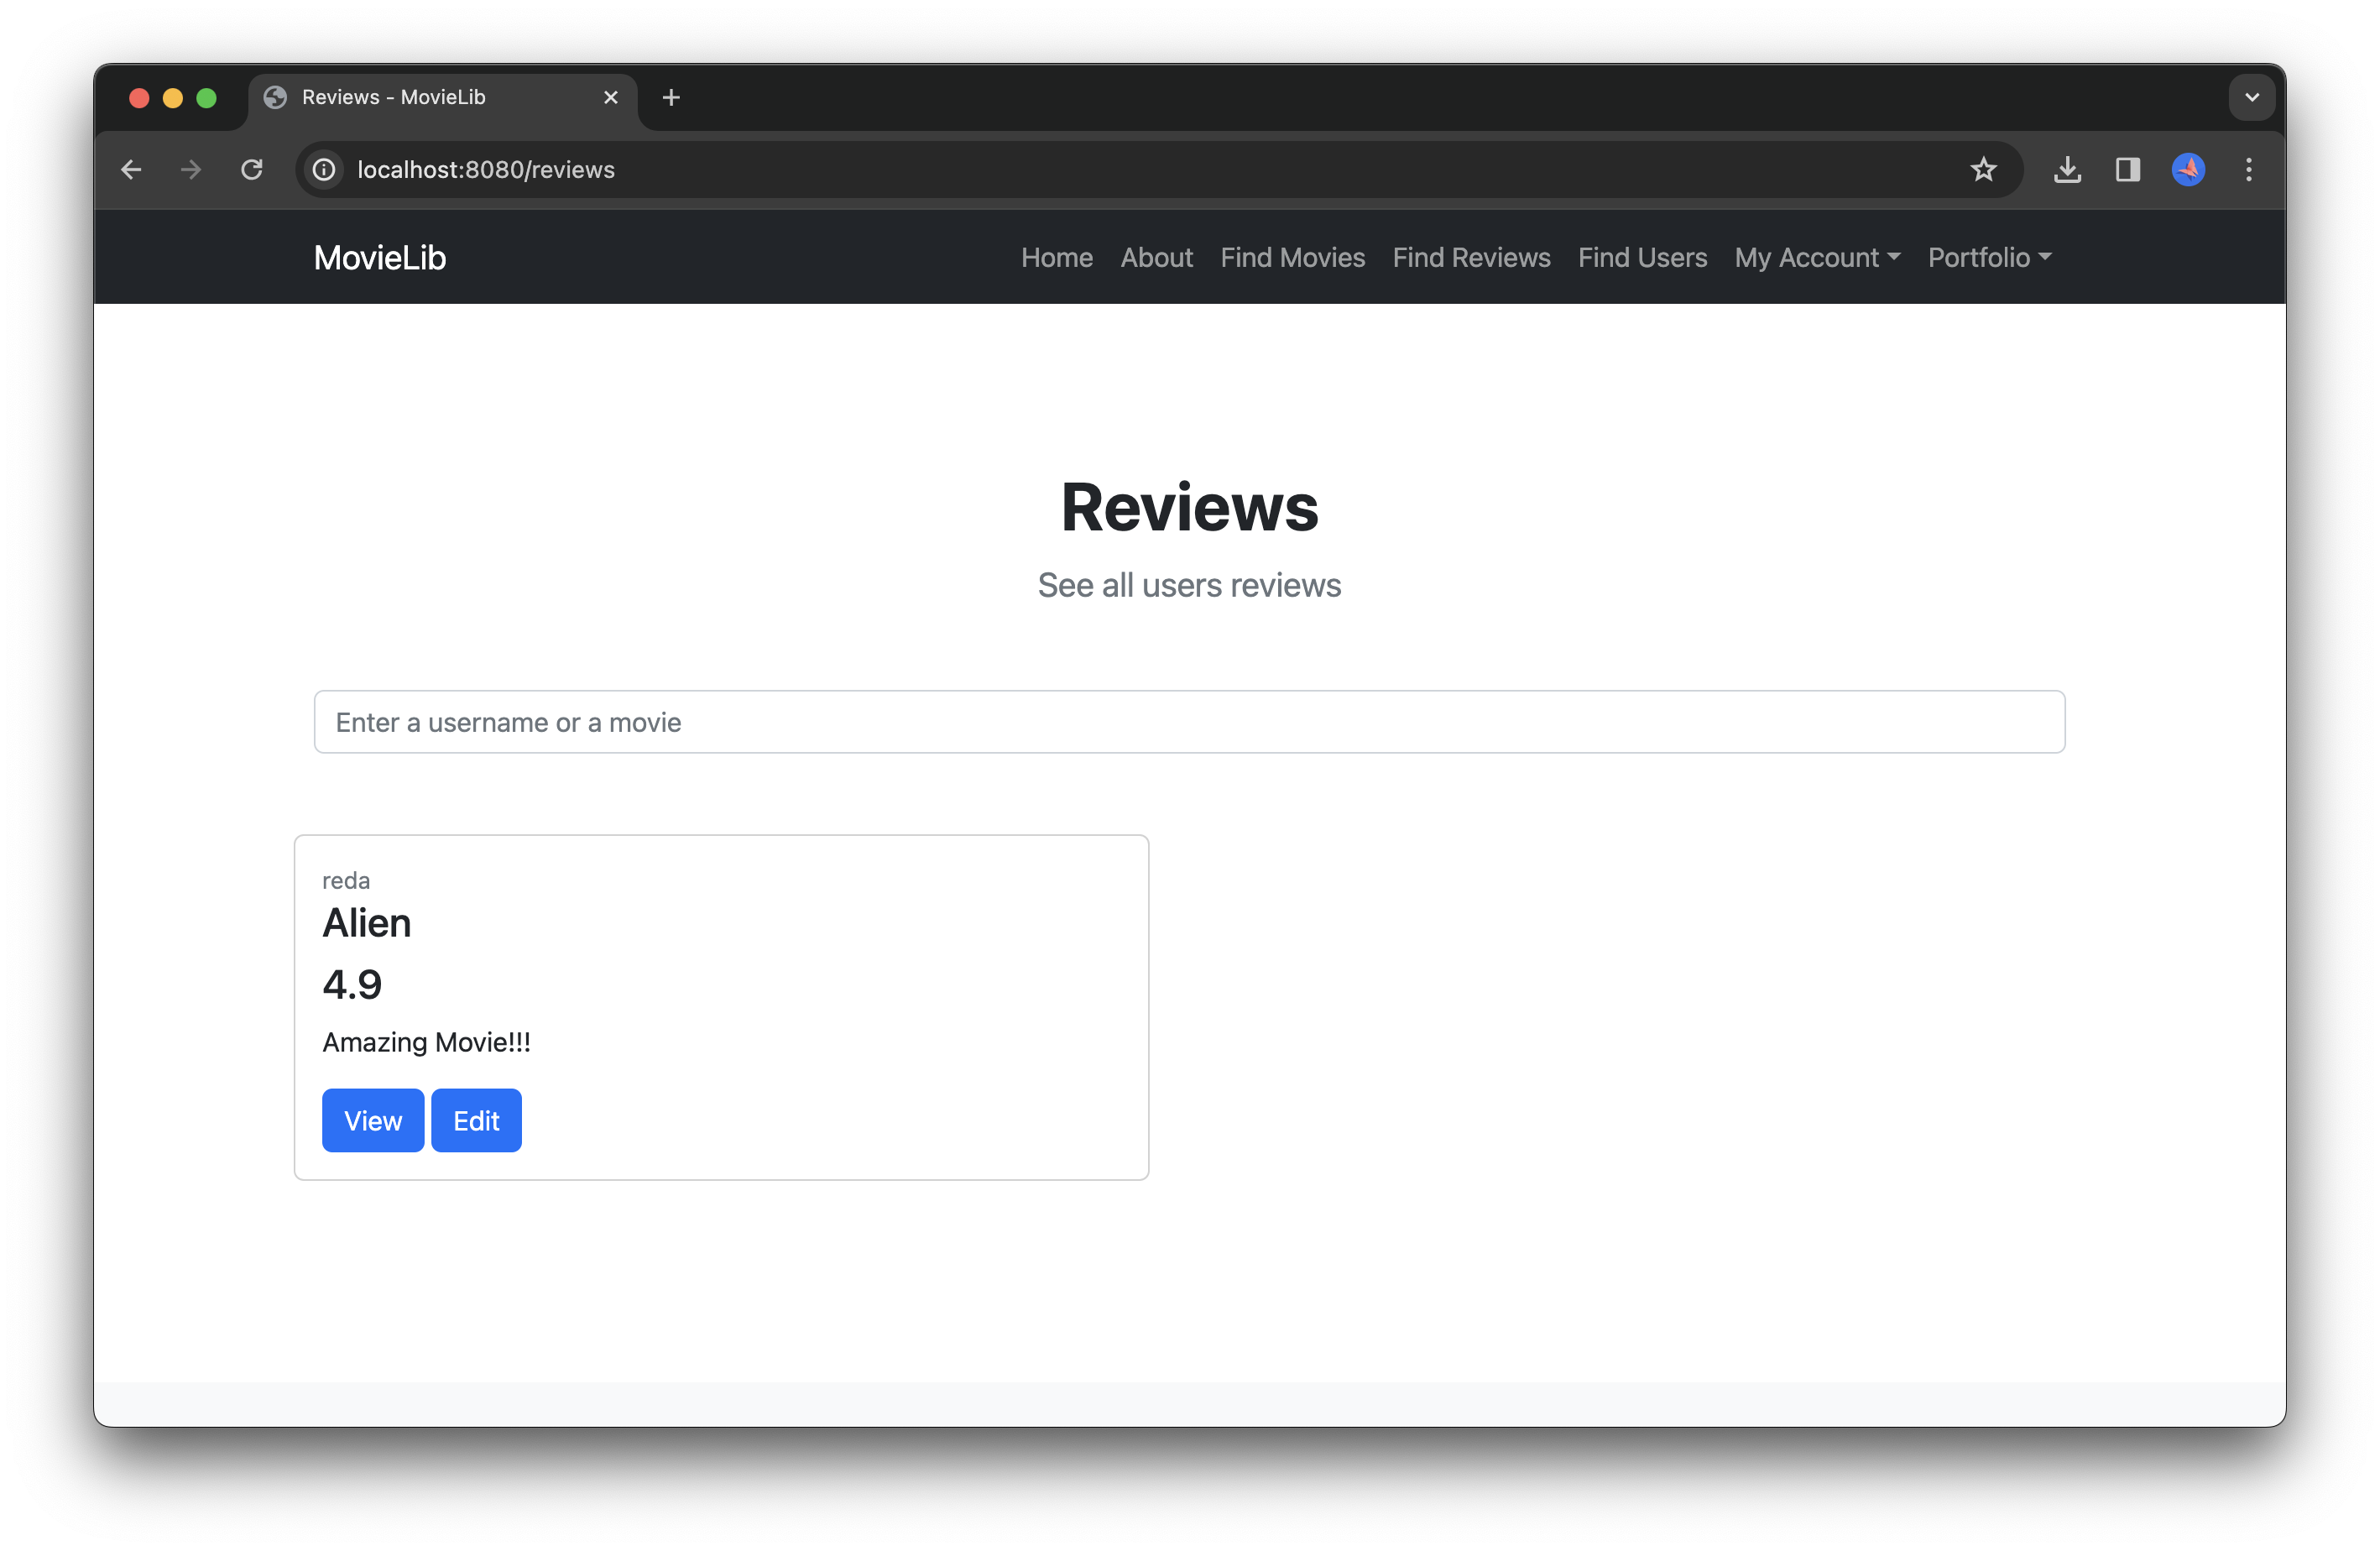 Reviews - MovieLib
localhost:8080/reviews
MovieLib Home About Find Movies Find Reviews Find Users My Account Portfolio
Reviews
See all users reviews
Enter a username or a movie
reda
Alien
4.9
Amazing Movie!!!
View Edit